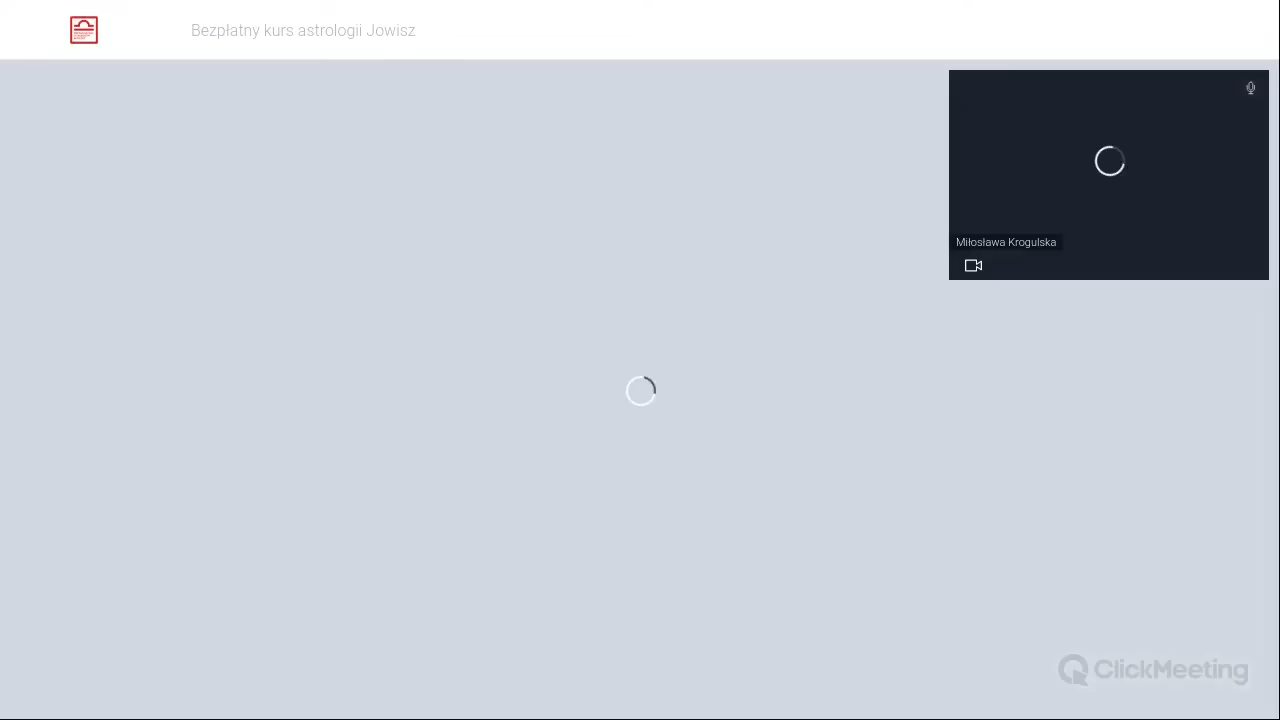 Bezpłatny kurs astrologii Jowisz
Miłosława Krogulska
ClickMeeting